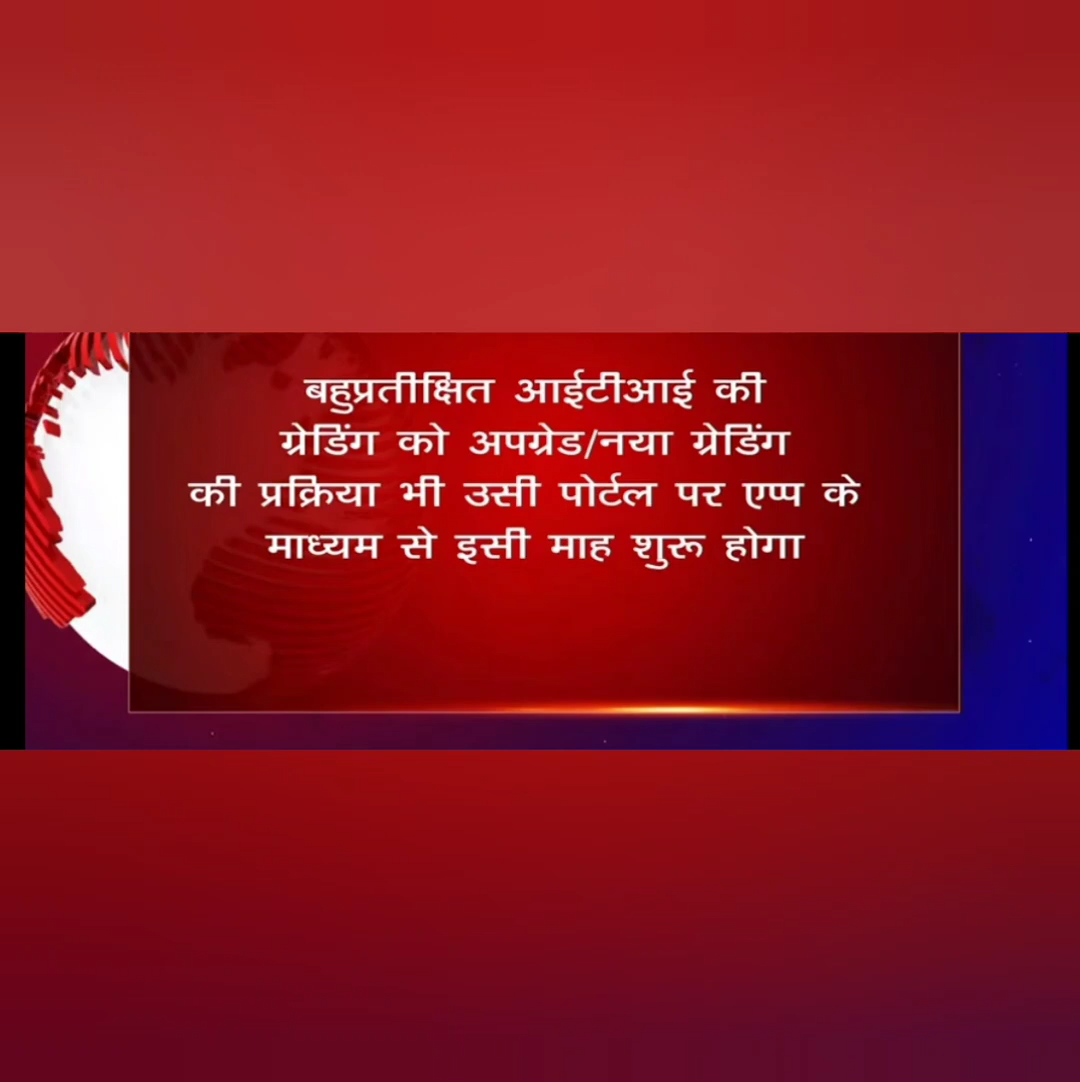 बहुप्रतीक्षित आईटीआई की
ग्रेडिंग को अपग्रेड/नया ग्रेडिंग
की प्रक्रिया भी उसी पोर्टल पर एप्प के
माध्यम से इसी माह शुरू होगा